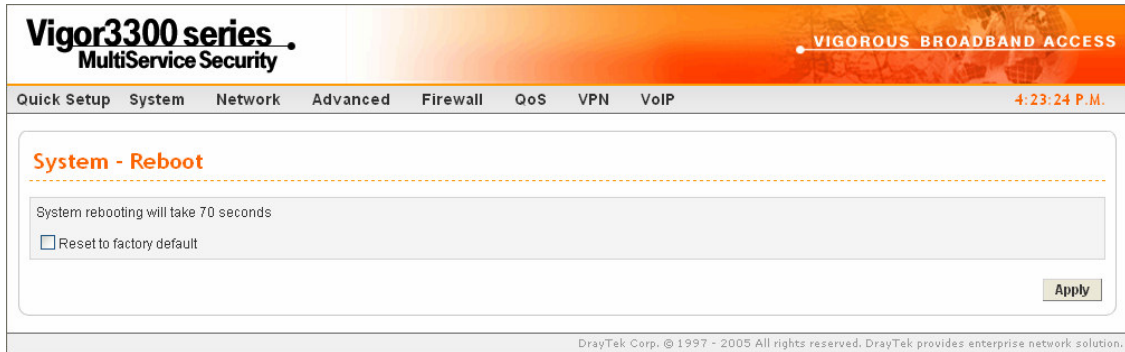 Vigor3300 series
MultiService Security
VIGOROUS BROADBAND ACCESS
Quick Setup System Network Advanced Firewall QoS VPN VoIP 4:23:24 P.M.
System - Reboot
System rebooting will take 70 seconds
Reset to factory default
Apply
DrayTek Corp. © 1997 - 2005 All rights reserved. DrayTek provides enterprise network solution.